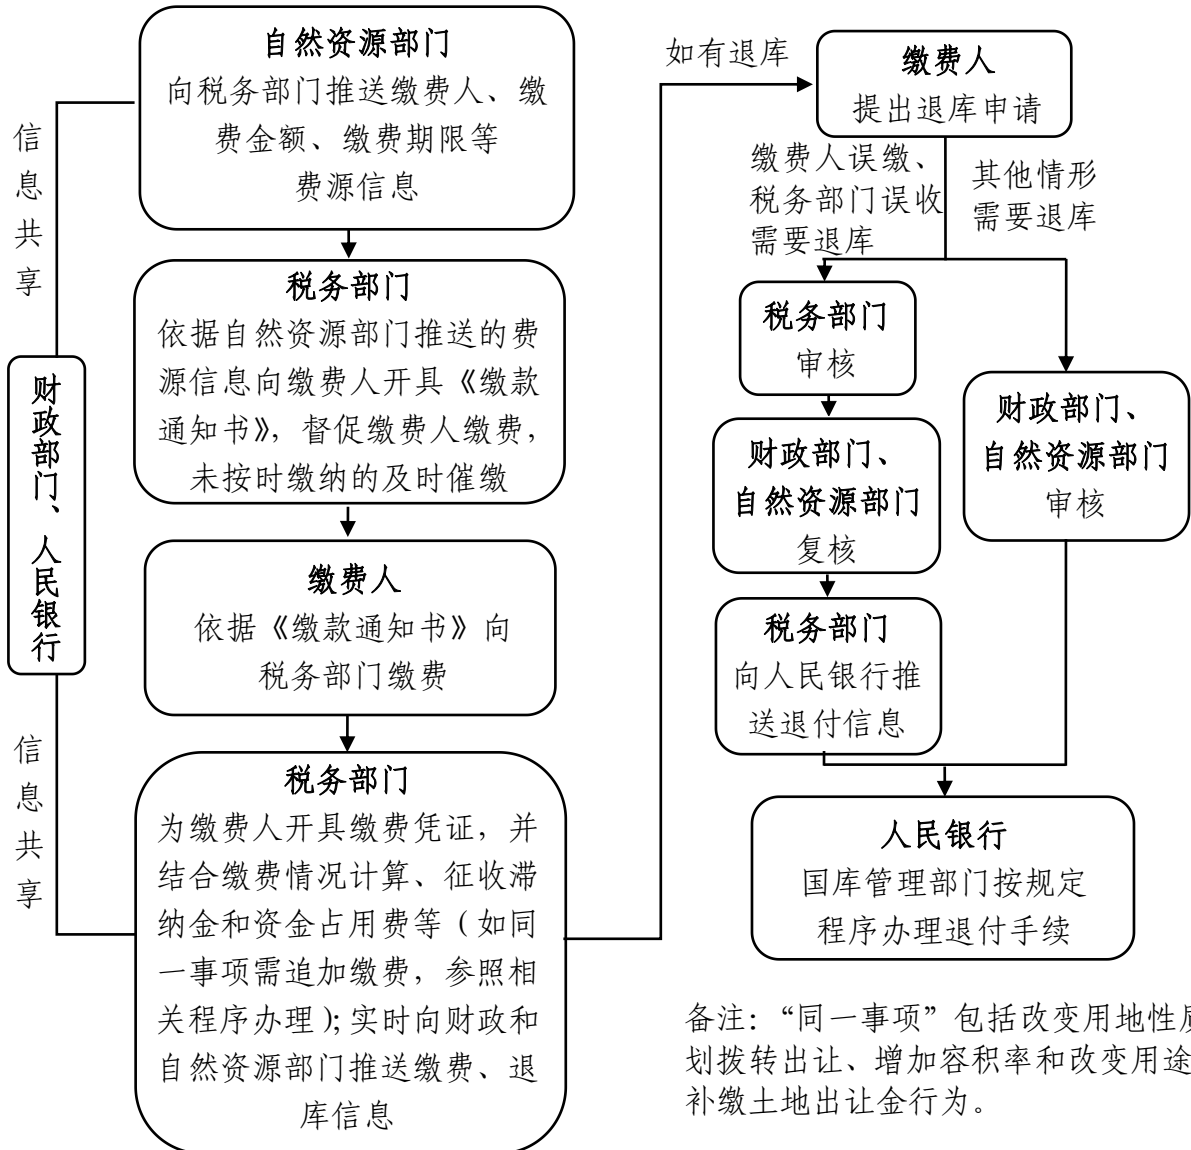 自然资源部门
向税务部门推送缴费人、缴
费金额、缴费期限等
费源信息
税务部门
依据自然资源部门推送的费
源信息向缴费人开具《缴款
通知书》，督促缴费人缴费，
未按时缴纳的及时催缴
缴费人
依据《缴款通知书》向
税务部门缴费
税务部门
为缴费人开具缴费凭证，并
结合缴费情况计算、征收滞
纳金和资金占用费等（如同
一事项需追加缴费，参照相
关程序办理）；实时向财政和
自然资源部门推送缴费、退
库信息
信息共享
财政部门、人民银行
信息共享
如有退库
缴费人
提出退库申请
缴费人误缴、
税务部门误收
需要退库
其他情形
需要退库
税务部门
审核
财政部门、
自然资源部门
复核
税务部门
向人民银行推
送退付信息
财政部门、
自然资源部门
审核
人民银行
国库管理部门按规定
程序办理退付手续
备注：“同一事项”包括改变用地性质
划拨转出让、增加容积率和改变用途
补缴土地出让金行为。